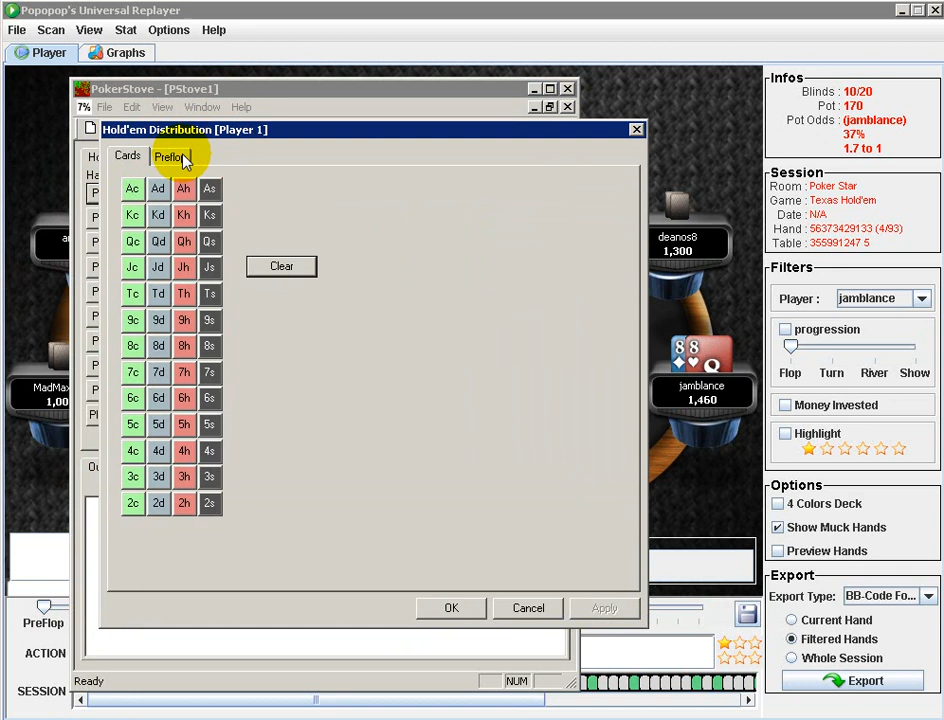 Popopop's Universal Replayer
File Scan View Stat Options Help
Player Graphs
PokerStove - [PStove1]
7% File Edit View Window Help
Hold'em Distribution [Player 1]
Cards Preflop
Ac Ad Ah As
Kc Kd Kh Ks
Qc Qd Qh Qs
Jc Jd Jh Js
Tc Td Th Ts
9c 9d 9h 9s
8c 8d 8h 8s
7c 7d 7h 7s
6c 6d 6h 6s
5c 5d 5h 5s
4c 4d 4h 4s
3c 3d 3h 3s
2c 2d 2h 2s
Clear
OK Cancel Apply
Ready NUM
deanos8
1,300
8 8 Q
jamblance
1,460
MadMax
1,00
PreFlop
ACTION
SESSION
Infos
Blinds : 10/20
Pot : 170
Pot Odds : (jamblance)
37%
1.7 to 1
Session
Room : Poker Star
Game : Texas Hold'em
Date : N/A
Hand : 56373429133 (4/93)
Table : 355991247 5
Filters
Player : jamblance
progression
Flop Turn River Show
Money Invested
Highlight
Options
4 Colors Deck
Show Muck Hands
Preview Hands
Export
Export Type: BB-Code Fo...
Current Hand
Filtered Hands
Whole Session
Export